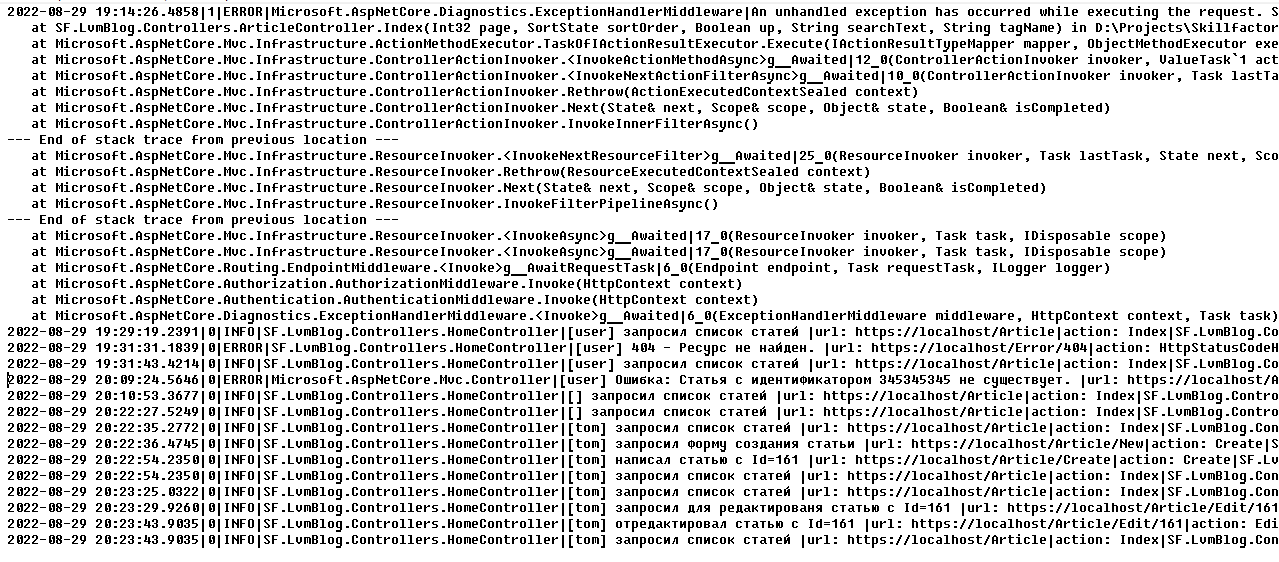 2022-08-29 19:14:26.4858|1|ERROR|Microsoft.AspNetCore.Diagnostics.ExceptionHandlerMiddleware|An unhandled exception has occurred while executing the request. S
at SF.LvmBlog.Controllers.ArticleController.Index(Int32 page, SortState sortOrder, Boolean up, String searchText, String tagName) in D:\Projects\Skillfactor
at Microsoft.AspNetCore.Mvc.Infrastructure.ActionMethodExecutor.TaskOfIActionResultExecutor.Execute(IActionResultTypeMapper mapper, ObjectMethodExecutor exe
at Microsoft.AspNetCore.Mvc.Infrastructure.ControllerActionInvoker.<InvokeActionMethodAsync>g__Awaited|12_0(ControllerActionInvoker invoker, ValueTask`1 act
at Microsoft.AspNetCore.Mvc.Infrastructure.ControllerActionInvoker.<InvokeNextActionFilterAsync>g__Awaited|10_0(ControllerActionInvoker invoker, Task lastTa
at Microsoft.AspNetCore.Mvc.Infrastructure.ControllerActionInvoker.Rethrow(ActionExecutedContextSealed context)
at Microsoft.AspNetCore.Mvc.Infrastructure.ControllerActionInvoker.Next(State& next, Scope& scope, Object& state, Boolean& isCompleted)
at Microsoft.AspNetCore.Mvc.Infrastructure.ControllerActionInvoker.InvokeInnerFilterAsync()
--- End of stack trace from previous location ---
at Microsoft.AspNetCore.Mvc.Infrastructure.ResourceInvoker.<InvokeNextResourceFilter>g__Awaited|25_0(ResourceInvoker invoker, Task lastTask, State next, Sco
at Microsoft.AspNetCore.Mvc.Infrastructure.ResourceInvoker.Rethrow(ResourceExecutedContextSealed context)
at Microsoft.AspNetCore.Mvc.Infrastructure.ResourceInvoker.Next(State& next, Scope& scope, Object& state, Boolean& isCompleted)
at Microsoft.AspNetCore.Mvc.Infrastructure.ResourceInvoker.InvokeFilterPipelineAsync()
--- End of stack trace from previous location ---
at Microsoft.AspNetCore.Mvc.Infrastructure.ResourceInvoker.<InvokeAsync>g__Awaited|17_0(ResourceInvoker invoker, Task task, IDisposable scope)
at Microsoft.AspNetCore.Mvc.Infrastructure.ResourceInvoker.<InvokeAsync>g__Awaited|17_0(ResourceInvoker invoker, Task task, IDisposable scope)
at Microsoft.AspNetCore.Routing.EndpointMiddleware.<Invoke>g__AwaitRequestTask|6_0(Endpoint endpoint, Task requestTask, ILogger logger)
at Microsoft.AspNetCore.Authorization.AuthorizationMiddleware.Invoke(HttpContext context)
at Microsoft.AspNetCore.Authentication.AuthenticationMiddleware.Invoke(HttpContext context)
at Microsoft.AspNetCore.Diagnostics.ExceptionHandlerMiddleware.<Invoke>g__Awaited|6_0(ExceptionHandlerMiddleware middleware, HttpContext context, Task task)
2022-08-29 19:29:19.2391|0|INFO|SF.LvmBlog.Controllers.HomeController|[user] запросил список статей |url: https://localhost/Article|action: Index|SF.LvmBlog.Co
2022-08-29 19:31:31.1839|0|ERROR|SF.LvmBlog.Controllers.HomeController|[user] 404 - Ресурс не найден. |url: https://localhost/Error/404|action: HttpStatusCodeH
2022-08-29 19:31:43.4214|0|INFO|SF.LvmBlog.Controllers.HomeController|[user] запросил список статей |url: https://localhost/Article|action: Index|SF.LvmBlog.Co
2022-08-29 20:09:24.5646|0|ERROR|Microsoft.AspNetCore.Mvc.Controller|[user] Ошибка: Статья с идентификатором 345345345 не существует. |url: https://localhost/A
2022-08-29 20:10:53.3677|0|INFO|SF.LvmBlog.Controllers.HomeController|[] запросил список статей |url: https://localhost/Article|action: Index|SF.LvmBlog.Contro
2022-08-29 20:22:27.5249|0|INFO|SF.LvmBlog.Controllers.HomeController|[] запросил список статей |url: https://localhost/Article|action: Index|SF.LvmBlog.Contro
2022-08-29 20:22:35.2772|0|INFO|SF.LvmBlog.Controllers.HomeController|[tom] запросил список статей |url: https://localhost/Article|action: Index|SF.LvmBlog.Con
2022-08-29 20:22:36.4745|0|INFO|SF.LvmBlog.Controllers.HomeController|[tom] запросил форму создания статьи |url: https://localhost/Article/New|action: Create|S
2022-08-29 20:22:54.2350|0|INFO|SF.LvmBlog.Controllers.HomeController|[tom] написал статью с Id=161 |url: https://localhost/Article/Create|action: Create|SF.Lv
2022-08-29 20:22:54.2350|0|INFO|SF.LvmBlog.Controllers.HomeController|[tom] запросил список статей |url: https://localhost/Article|action: Index|SF.LvmBlog.Con
2022-08-29 20:23:25.0322|0|INFO|SF.LvmBlog.Controllers.HomeController|[tom] запросил список статей |url: https://localhost/Article|action: Index|SF.LvmBlog.Con
2022-08-29 20:23:29.9260|0|INFO|SF.LvmBlog.Controllers.HomeController|[tom] запросил для редактированя статью с Id=161 |url: https://localhost/Article/Edit/161
2022-08-29 20:23:43.9035|0|INFO|SF.LvmBlog.Controllers.HomeController|[tom] отредактировал статью с Id=161 |url: https://localhost/Article/Edit/161|action: Edi
2022-08-29 20:23:43.9035|0|INFO|SF.LvmBlog.Controllers.HomeController|[tom] запросил список статей |url: https://localhost/Article|action: Index|SF.LvmBlog.Con